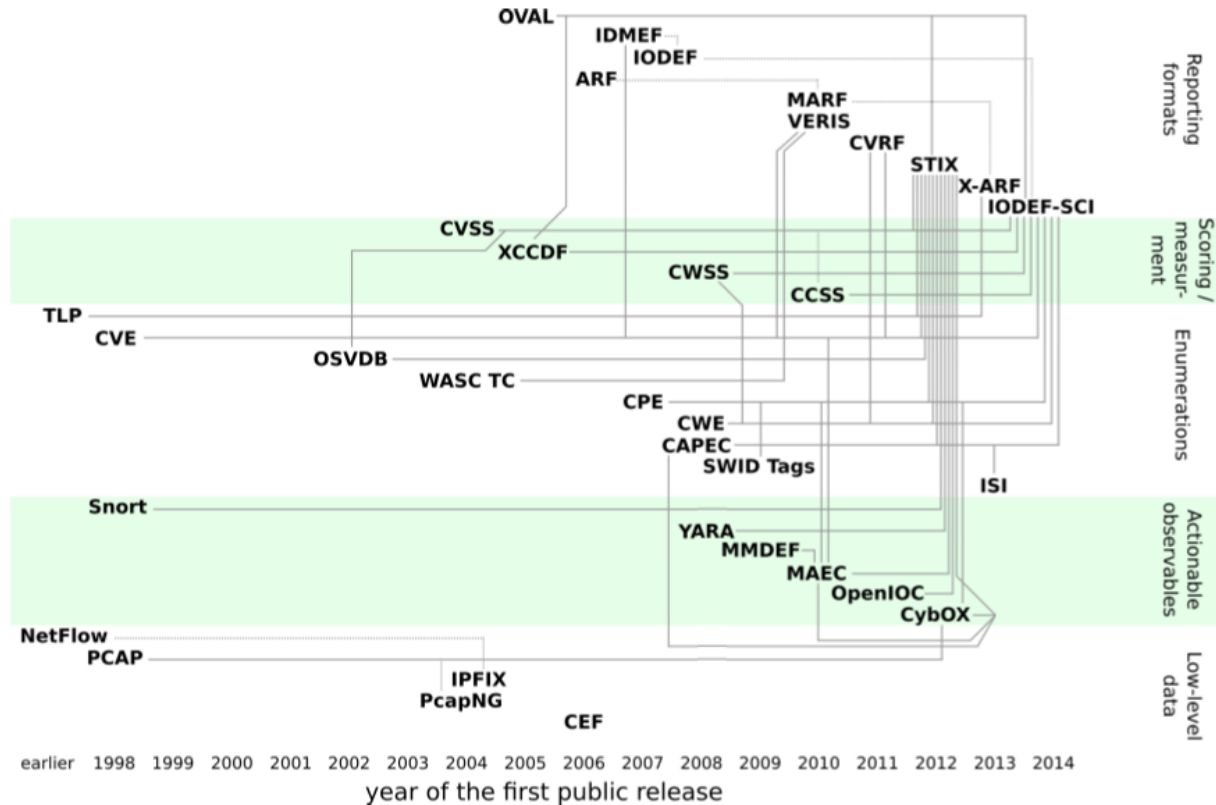 OVAL
IDMEF
IODEF
ARF
MARF
VERIS
CVRF
STIX
X-ARF
IODEF-SCI
Reporting
formats
CVSS
XCCDF
CWSS
CCSS
Scoring /
measur-
ment
TLP
CVE
OSVDB
WASC TC
CPE
CWE
CAPEC
SWID Tags
ISI
Enumerations
Snort
YARA
MMDEF
MAEC
OpenIOC
CybOX
Actionable
observables
NetFlow
PCAP
IPFIX
PcapNG
CEF
Low-level
data
earlier 1998 1999 2000 2001 2002 2003 2004 2005 2006 2007 2008 2009 2010 2011 2012 2013 2014
year of the first public release